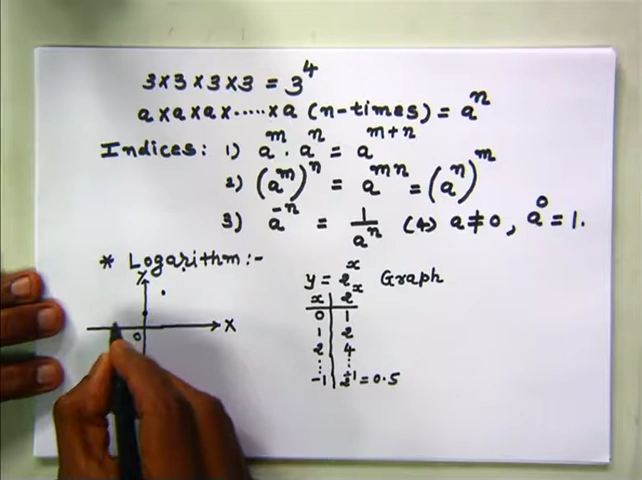 3×3×3×3 = 3⁴
a×a×a×.....×a (n-times) = aⁿ
Indices: 1) aᵐ · aⁿ = aᵐ⁺ⁿ
2) (aᵐ)ⁿ = aᵐⁿ = (aⁿ)ᵐ
3) a⁻ⁿ = 1/aⁿ (4) a≠0, a⁰ = 1.
* Logarithm:-
y = 2ˣ Graph
x 2ˣ
0 1
1 2
2 4
⋮ ⋮
-1 2⁻¹ = 0.5
Y
X
0